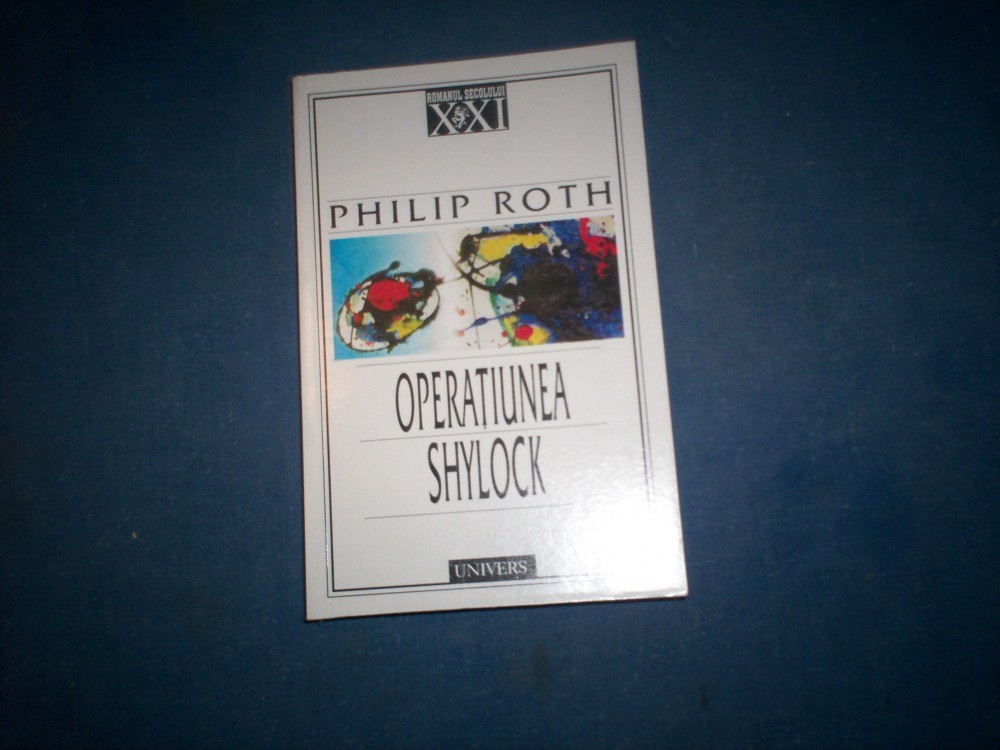 ROMANUL SECOLULUI
XXI
PHILIP ROTH
OPERAȚIUNEA
SHYLOCK
UNIVERS